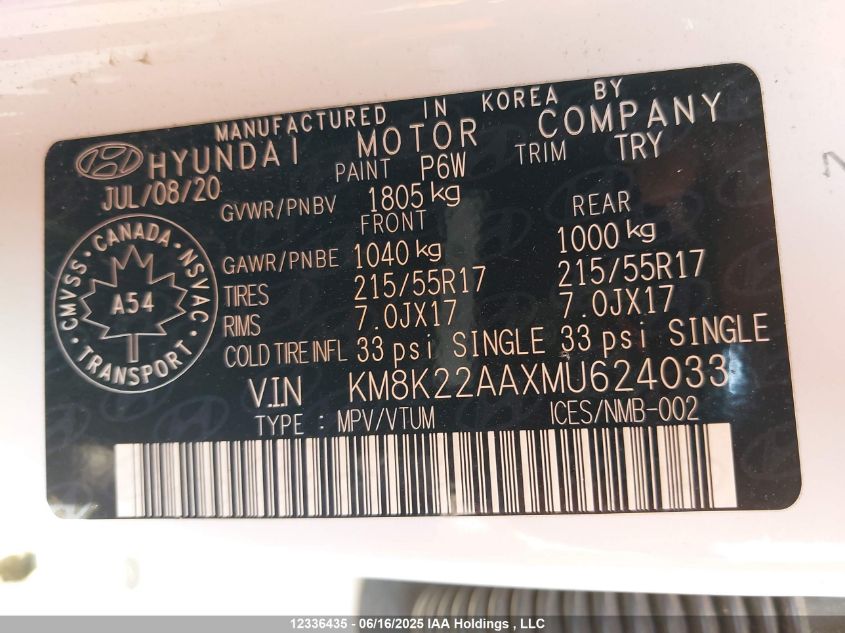 MANUFACTURED IN KOREA BY
HYUNDAI MOTOR COMPANY
JUL/08/20 PAINT P6W TRIM TRY
GVWR/PNBV 1805 kg
FRONT REAR
GAWR/PNBE 1040 kg 1000 kg
TIRES 215/55R17 215/55R17
RIMS 7.0JX17 7.0JX17
COLD TIRE INFL 33 psi SINGLE 33 psi SINGLE
CMVSS · CANADA · NSVAC · TRANSPORT ·
A54
V.I.N KM8K22AAXMU624033
TYPE : MPV/VTUM ICES/NMB-002
12336435 - 06/16/2025 IAA Holdings , LLC